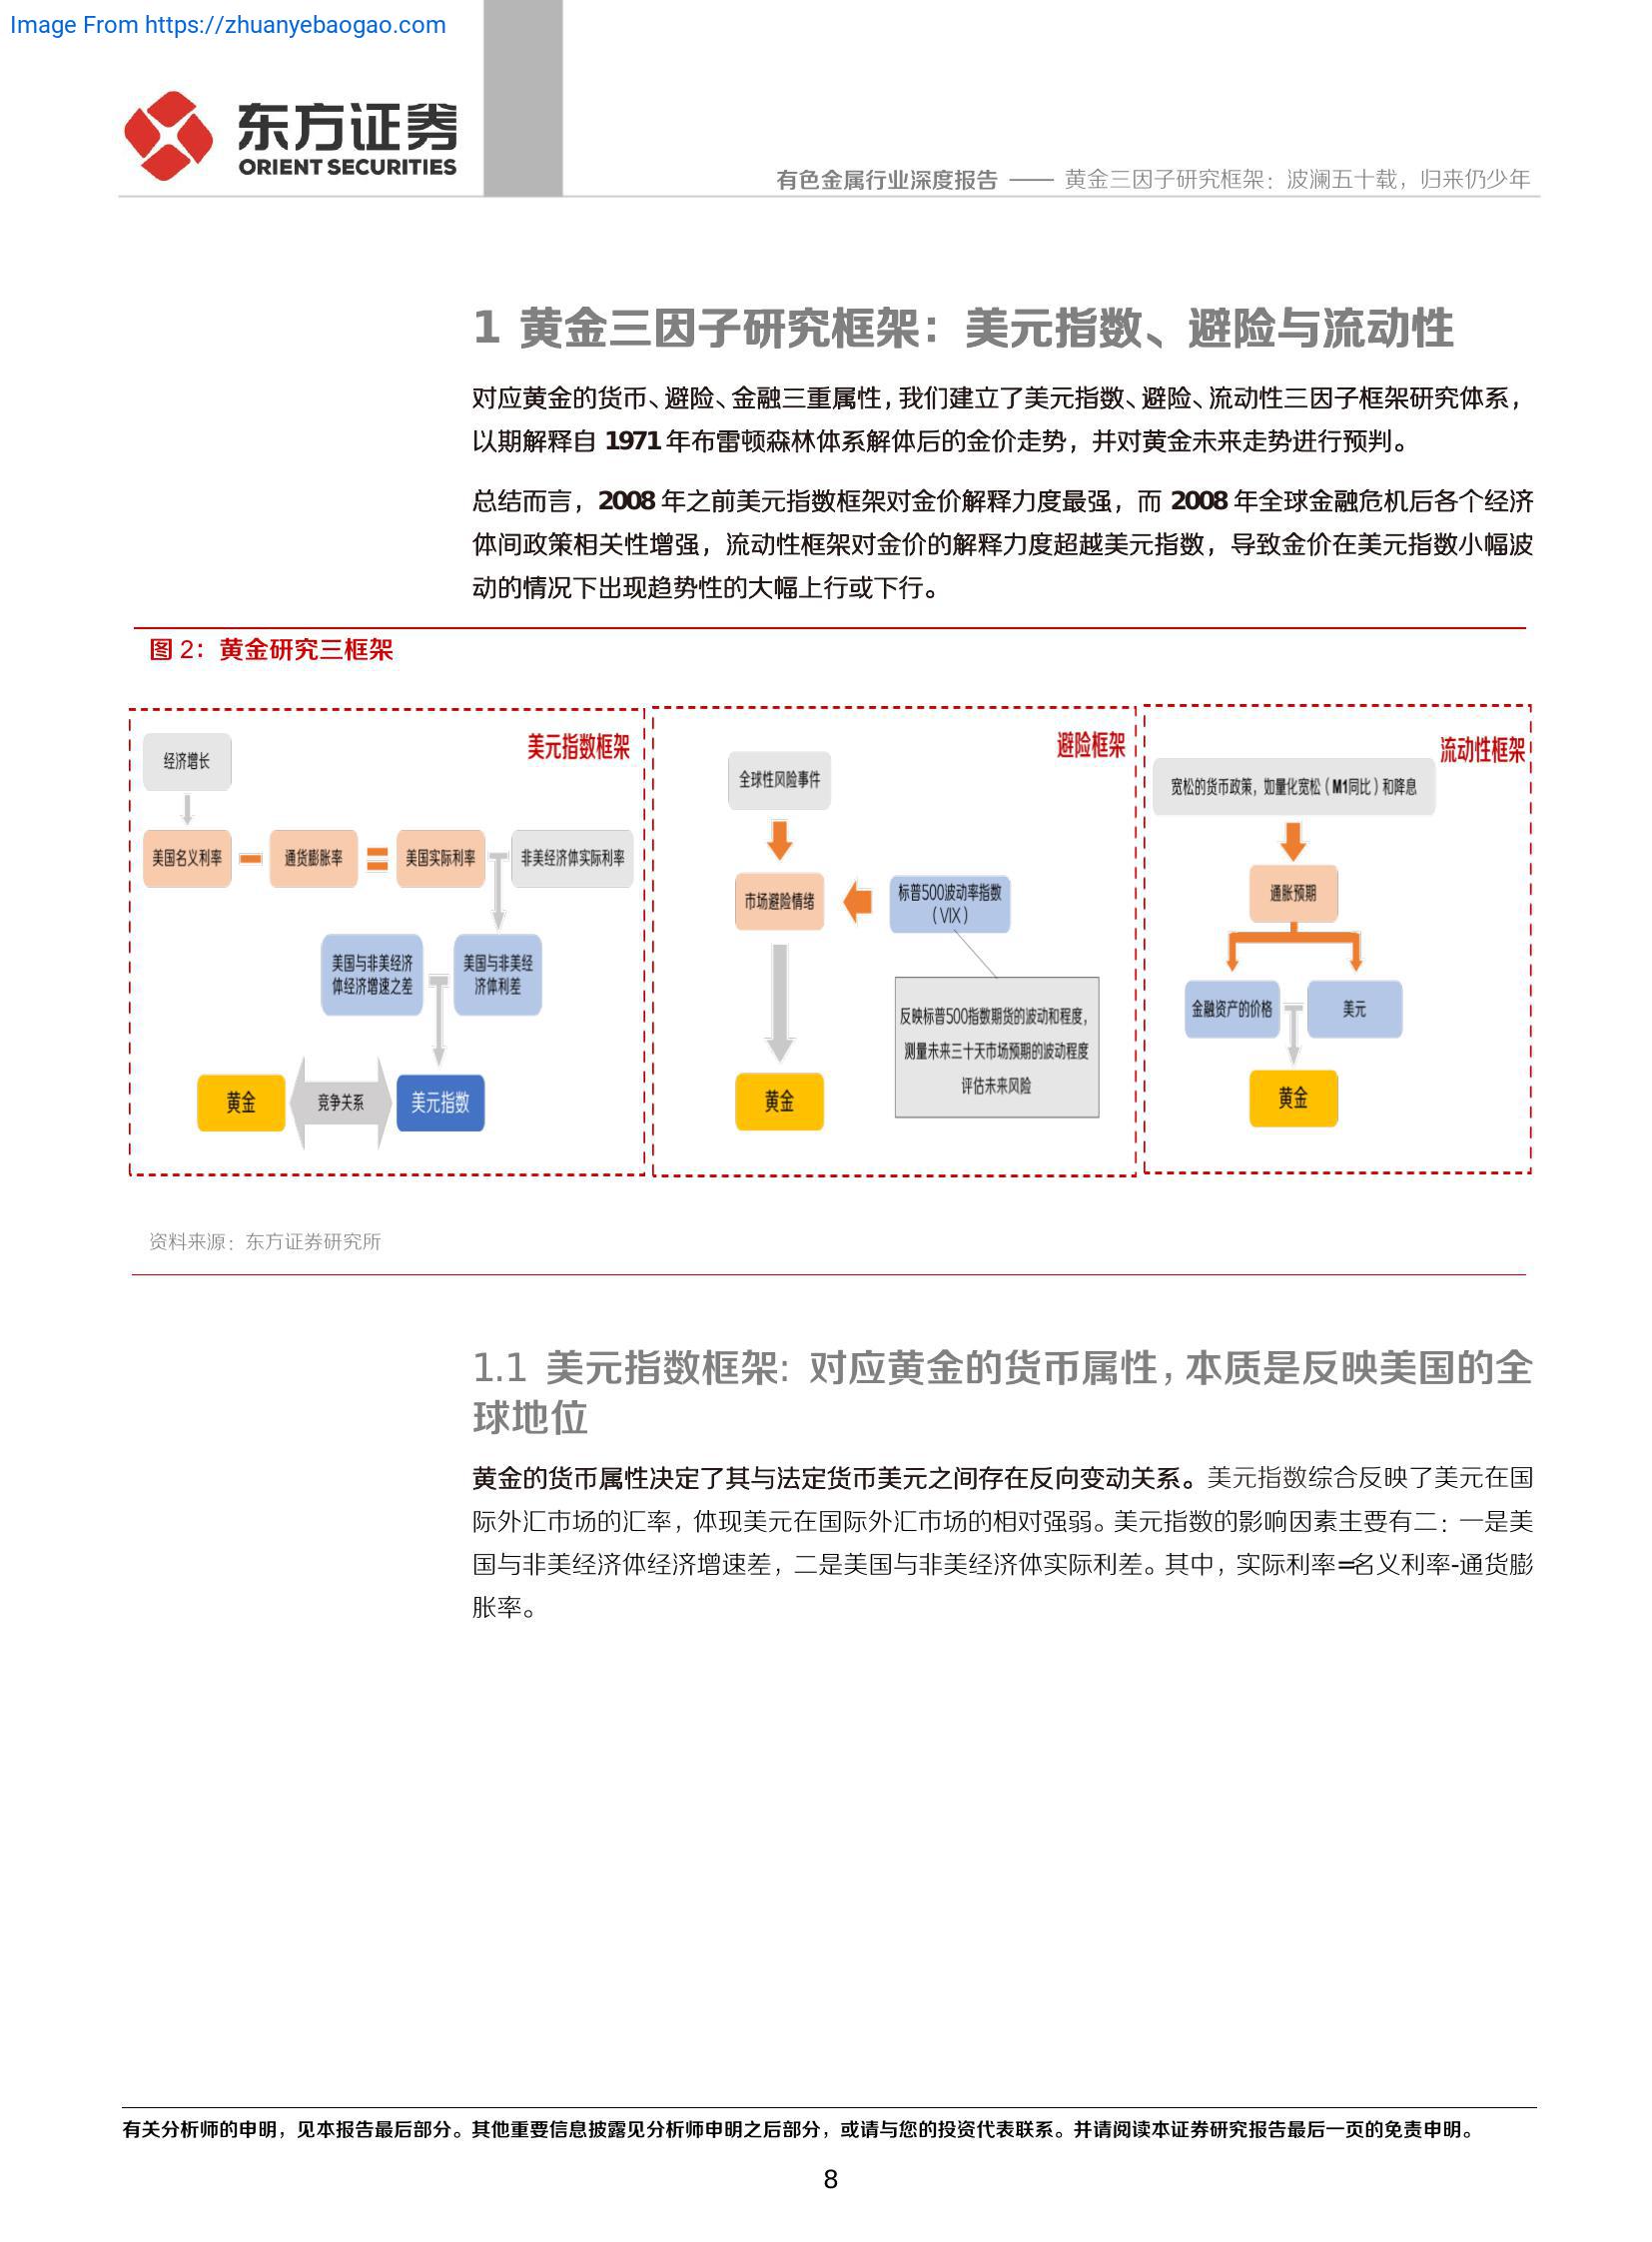 Image From https://zhuanyebaogao.com
东方证券
ORIENT SECURITIES
有色金属行业深度报告 —— 黄金三因子研究框架：波澜五十载，归来仍少年
1 黄金三因子研究框架：美元指数、避险与流动性
对应黄金的货币、避险、金融三重属性，我们建立了美元指数、避险、流动性三因子框架研究体系，
以期解释自 1971 年布雷顿森林体系解体后的金价走势，并对黄金未来走势进行预判。
总结而言，2008 年之前美元指数框架对金价解释力度最强，而 2008 年全球金融危机后各个经济
体间政策相关性增强，流动性框架对金价的解释力度超越美元指数，导致金价在美元指数小幅波
动的情况下出现趋势性的大幅上行或下行。
图 2：黄金研究三框架
美元指数框架
经济增长
美国名义利率
通货膨胀率
美国实际利率
非美经济体实际利率
美国与非美经济
体经济增速之差
美国与非美经
济体利差
黄金
竞争关系
美元指数
避险框架
全球性风险事件
市场避险情绪
标普500波动率指数
（VIX）
反映标普500指数期货的波动和程度，
测量未来三十天市场预期的波动程度
评估未来风险
黄金
流动性框架
宽松的货币政策，如量化宽松（M1同比）和降息
通胀预期
金融资产的价格
美元
黄金
资料来源：东方证券研究所
1.1 美元指数框架：对应黄金的货币属性，本质是反映美国的全
球地位
黄金的货币属性决定了其与法定货币美元之间存在反向变动关系。美元指数综合反映了美元在国
际外汇市场的汇率，体现美元在国际外汇市场的相对强弱。美元指数的影响因素主要有二：一是美
国与非美经济体经济增速差，二是美国与非美经济体实际利差。其中，实际利率=名义利率-通货膨
胀率。
有关分析师的申明，见本报告最后部分。其他重要信息披露见分析师申明之后部分，或请与您的投资代表联系。并请阅读本证券研究报告最后一页的免责申明。
8